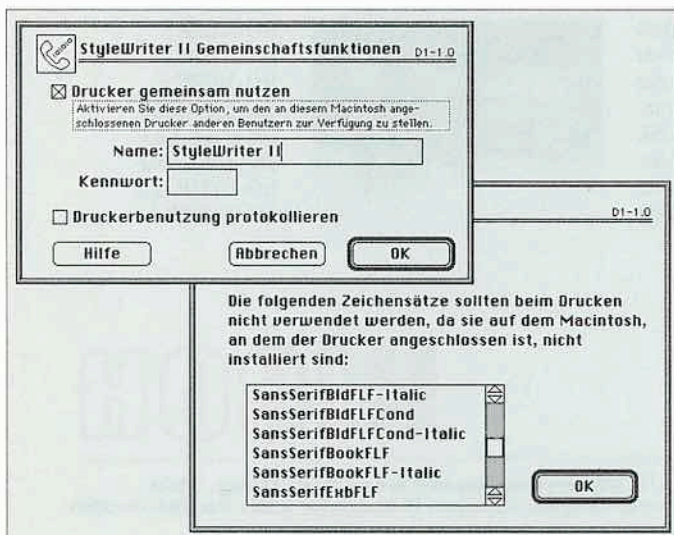 StyleWriter II Gemeinschaftsfunktionen D1-1.0
Drucker gemeinsam nutzen
Aktivieren Sie diese Option, um den an diesem Macintosh ange-
schlossenen Drucker anderen Benutzern zur Verfügung zu stellen.
Name: StyleWriter II
Kennwort:
Druckerbenutzung protokollieren
Hilfe
Abbrechen
OK
D1-1.0
Die folgenden Zeichensätze sollten beim Drucken
nicht verwendet werden, da sie auf dem Macintosh,
an dem der Drucker angeschlossen ist, nicht
installiert sind:
SansSerifBldFLF-Italic
SansSerifBldFLFCond
SansSerifBldFLFCond-Italic
SansSerifBookFLF
SansSerifBookFLF-Italic
SansSerifExbFLF
OK